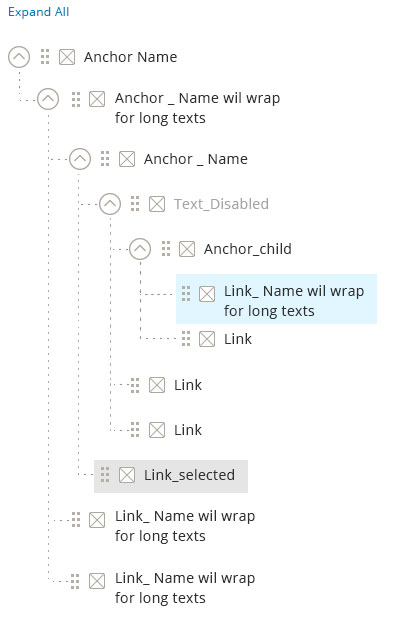 Expand All
Anchor Name
Anchor _ Name wil wrap
for long texts
Anchor _ Name
Text_Disabled
Anchor_child
Link_ Name wil wrap
for long texts
Link
Link
Link
Link_selected
Link_ Name wil wrap
for long texts
Link_ Name wil wrap
for long texts